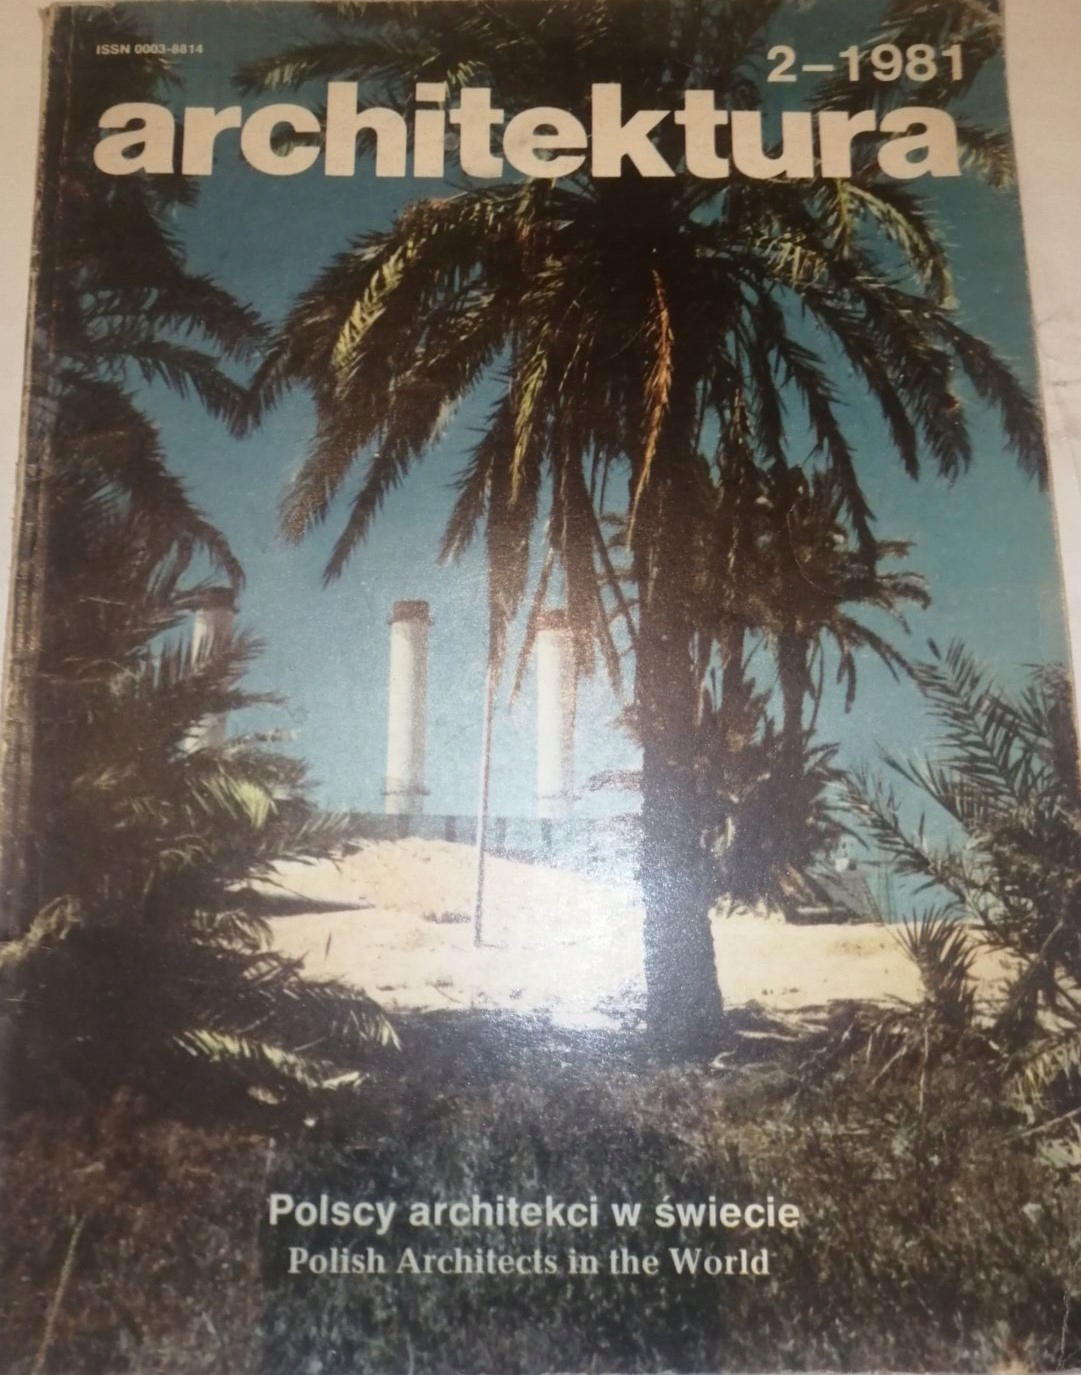 ISSN 0003-8814
2–1981
architektura
Polscy architekci w świecie
Polish Architects in the World